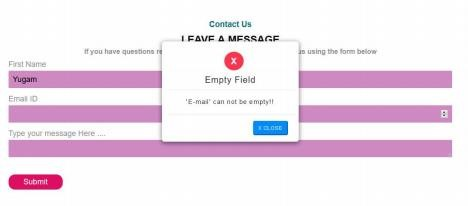 Contact Us
LEAVE A MESSAGE
If you have questions re
us using the form below
First Name
Yugam
X
Empty Field
'E-mail' can not be empty!!
X CLOSE
Email ID
Type your message Here ....
Submit